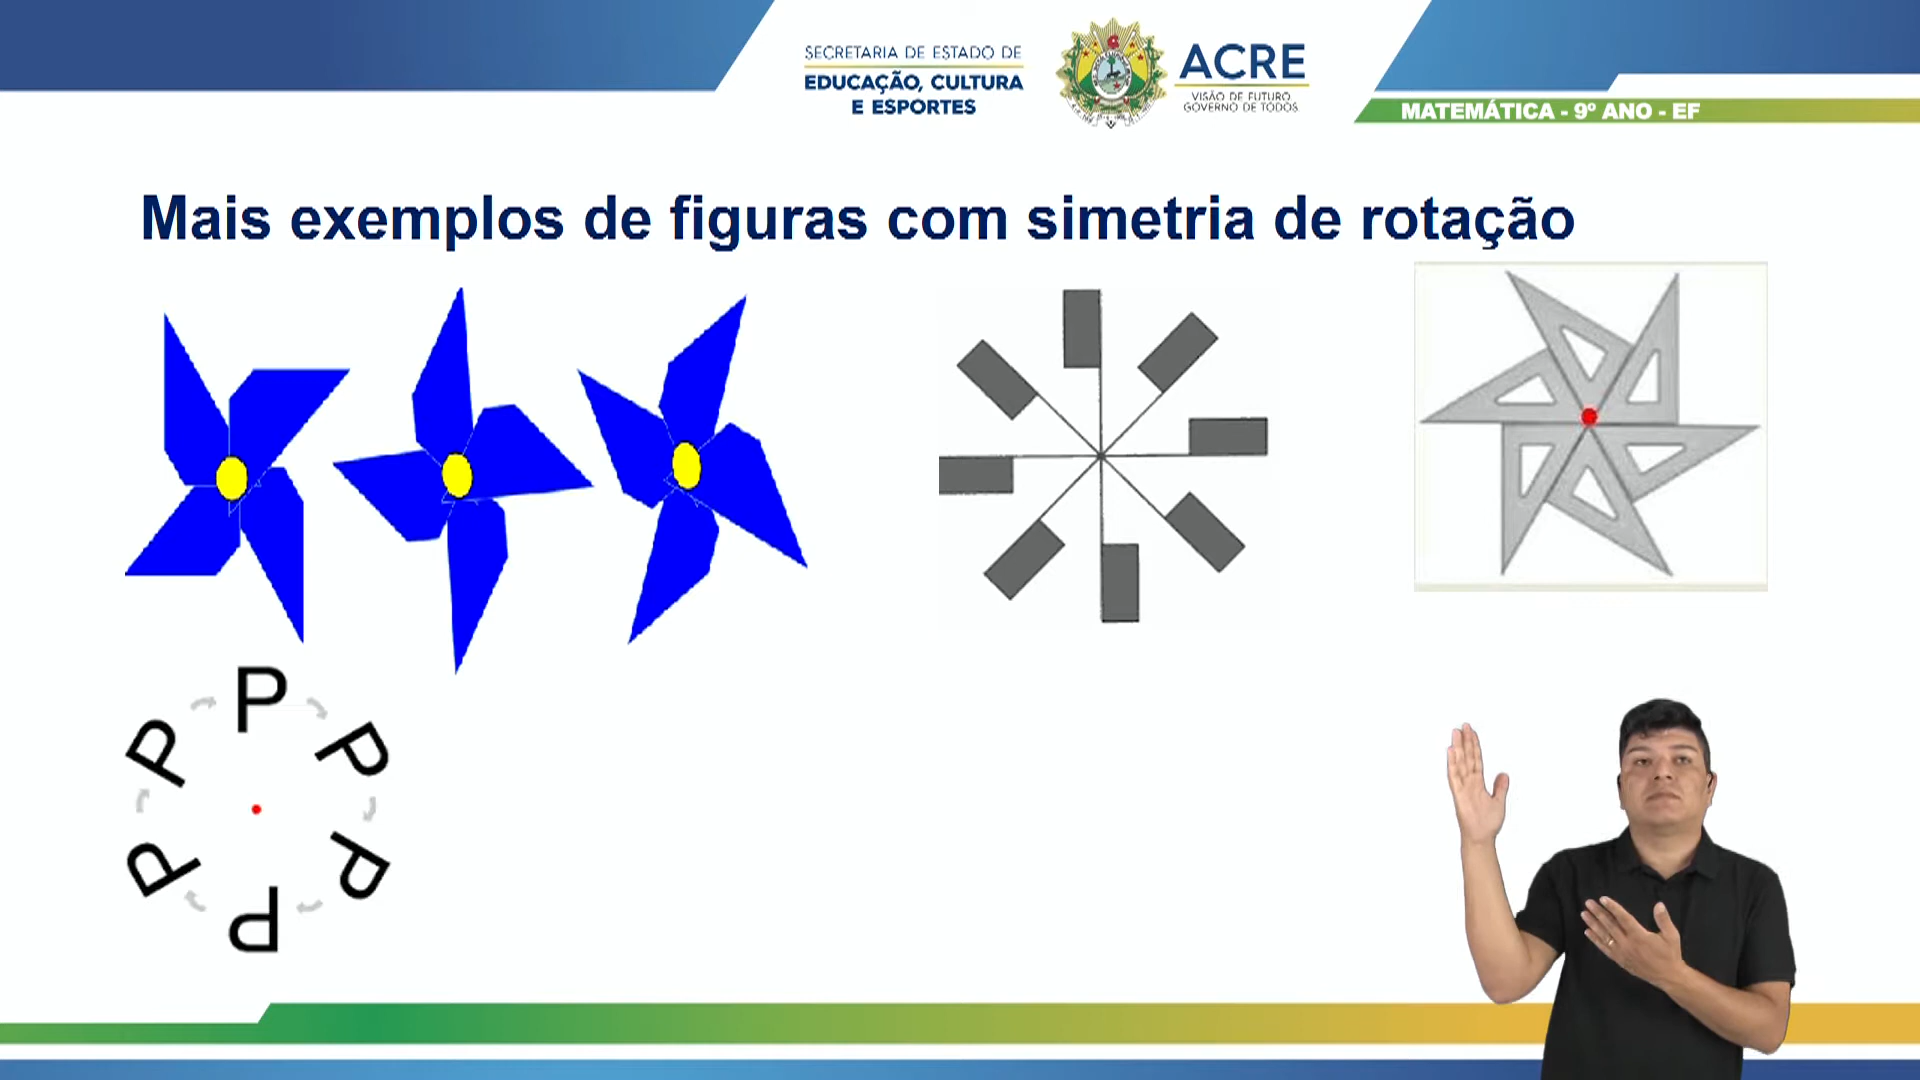 SECRETARIA DE ESTADO DE
EDUCAÇÃO, CULTURA
E ESPORTES
ACRE
VISÃO DE FUTURO
GOVERNO DE TODOS
MATEMÁTICA - 9º ANO - EF
Mais exemplos de figuras com simetria de rotação
P
P
P
P
P
P